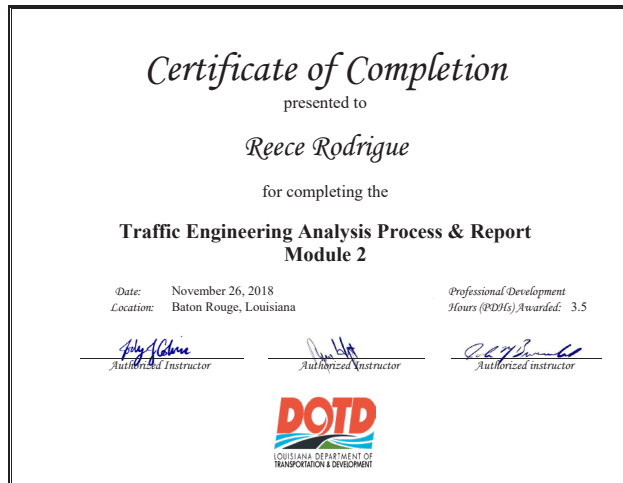 Certificate of Completion
presented to
Reece Rodrigue
for completing the
Traffic Engineering Analysis Process & Report
Module 2
Date: November 26, 2018
Location: Baton Rouge, Louisiana
Professional Development
Hours (PDHs) Awarded: 3.5
Authorized Instructor
Authorized Instructor
Authorized instructor
DOTD
LOUISIANA DEPARTMENT OF
TRANSPORTATION & DEVELOPMENT